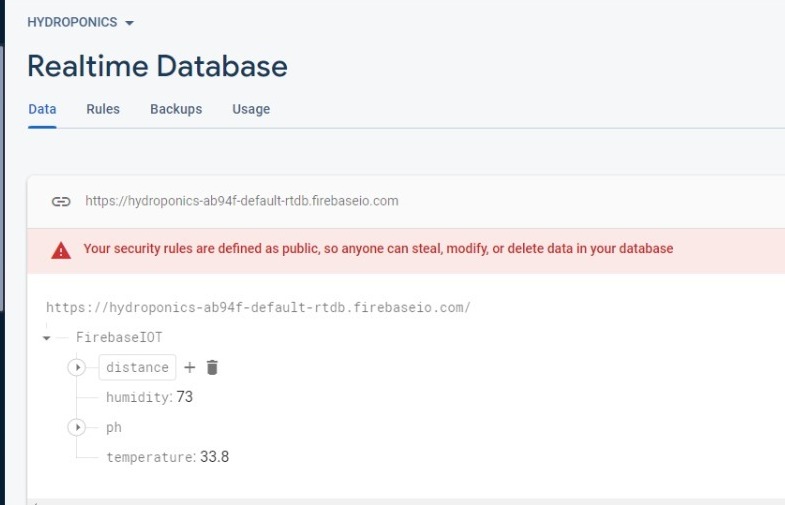 HYDROPONICS
Realtime Database
Data Rules Backups Usage
https://hydroponics-ab94f-default-rtdb.firebaseio.com
Your security rules are defined as public, so anyone can steal, modify, or delete data in your database
https://hydroponics-ab94f-default-rtdb.firebaseio.com/
FirebaseIOT
distance
humidity: 73
ph
temperature: 33.8